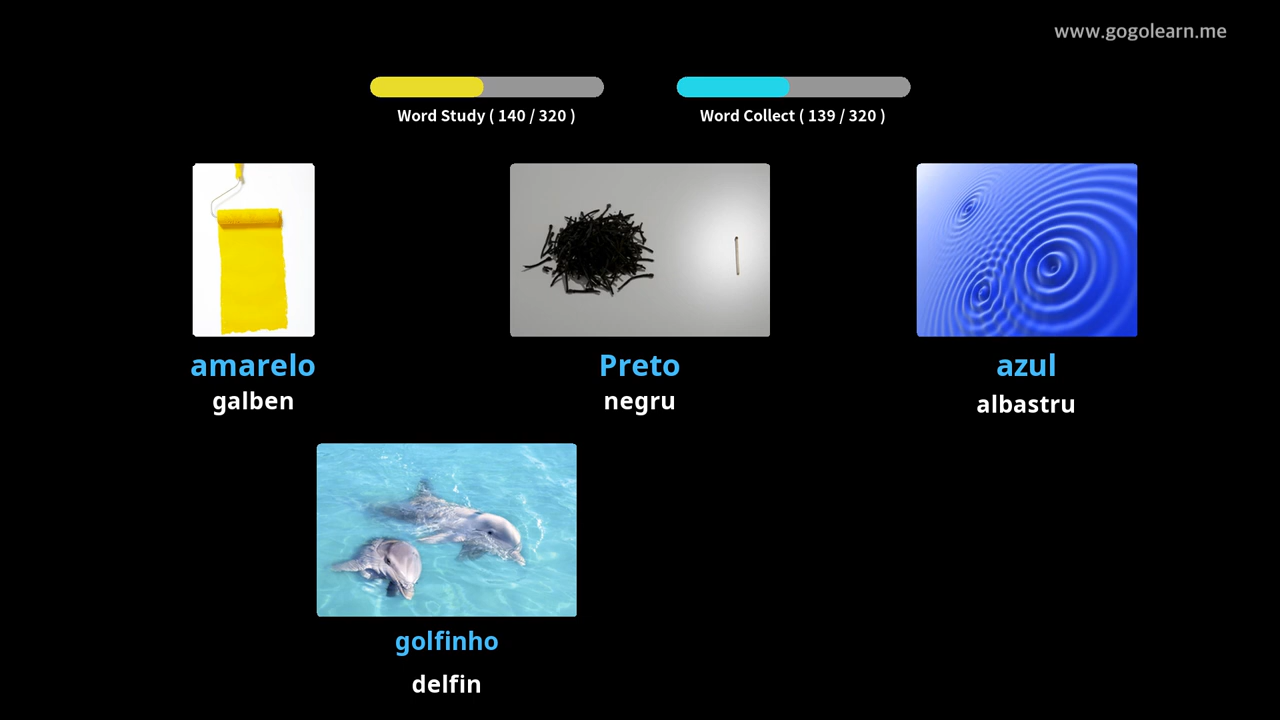 www.gogolearn.me
Word Study ( 140 / 320 )
Word Collect ( 139 / 320 )
amarelo
galben
Preto
negru
azul
albastru
golfinho
delfin